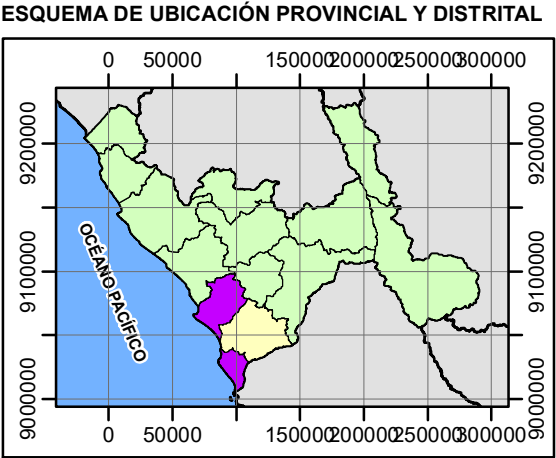 ESQUEMA DE UBICACIÓN PROVINCIAL Y DISTRITAL
0 50000 150000 200000 250000 300000
9200000 9200000
OCÉANO PACÍFICO
9100000 9100000
9000000 9000000
0 50000 150000 200000 250000 300000